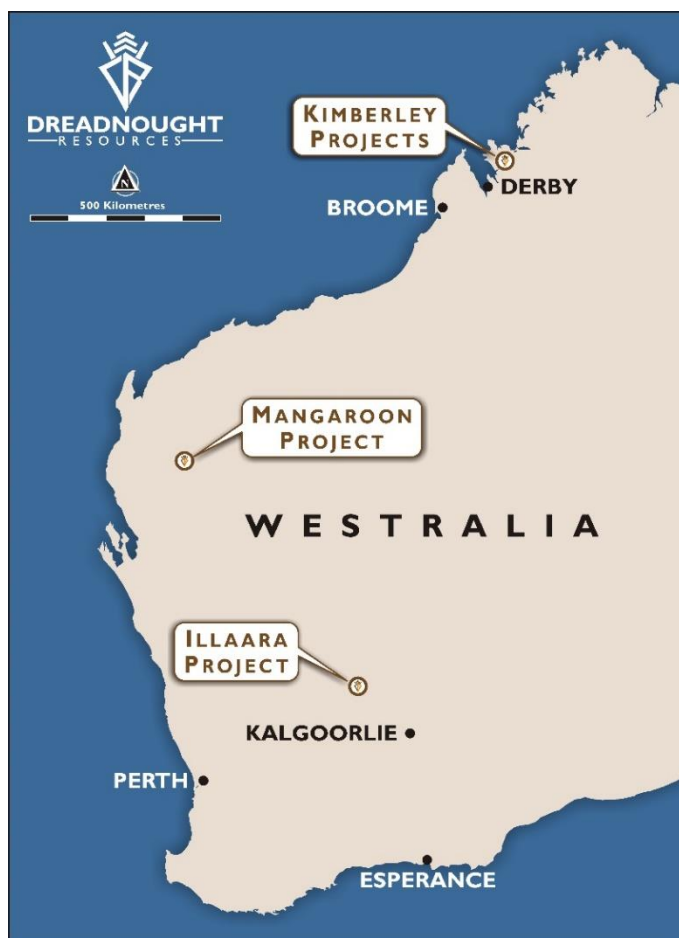 DREADNOUGHT
RESOURCES
N
500 Kilometres
KIMBERLEY
PROJECTS
DERBY
BROOME
MANGAROON
PROJECT
WESTRALIA
ILLAARA
PROJECT
KALGOORLIE
PERTH
ESPERANCE